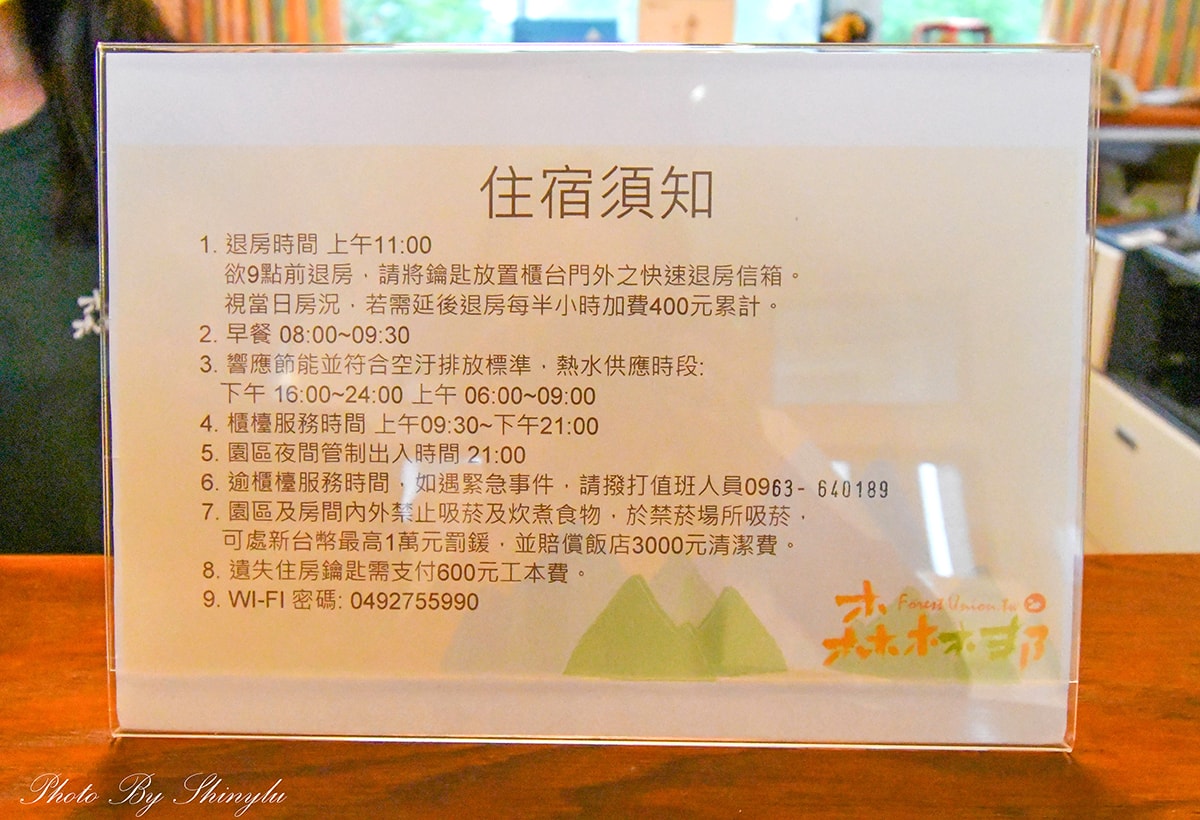 住宿須知
1. 退房時間 上午11:00
欲9點前退房，請將鑰匙放置櫃台門外之快速退房信箱。
視當日房況，若需延後退房每半小時加費400元累計。
2. 早餐 08:00~09:30
3. 響應節能並符合空汙排放標準，熱水供應時段:
下午 16:00~24:00 上午 06:00~09:00
4. 櫃檯服務時間 上午09:30~下午21:00
5. 園區夜間管制出入時間 21:00
6. 逾櫃檯服務時間，如遇緊急事件，請撥打值班人員0963- 640189
7. 園區及房間內外禁止吸菸及炊煮食物，於禁菸場所吸菸，
可處新台幣最高1萬元罰鍰，並賠償飯店3000元清潔費。
8. 遺失住房鑰匙需支付600元工本費。
9. WI-FI 密碼: 0492755990
Forest Union.tw
森林邦
Photo By Shinylu